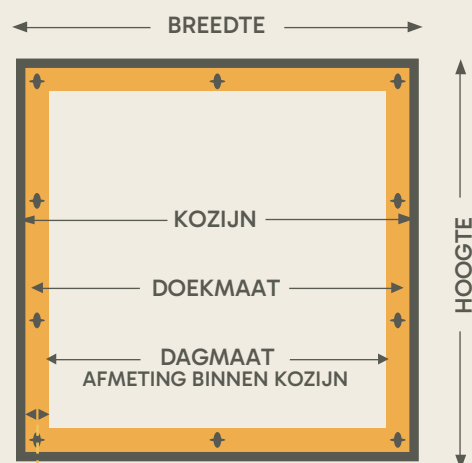 BREEDTE
KOZIJN
HOOGTE
DOEKMAAT
DAGMAAT
AFMETING BINNEN KOZIJN